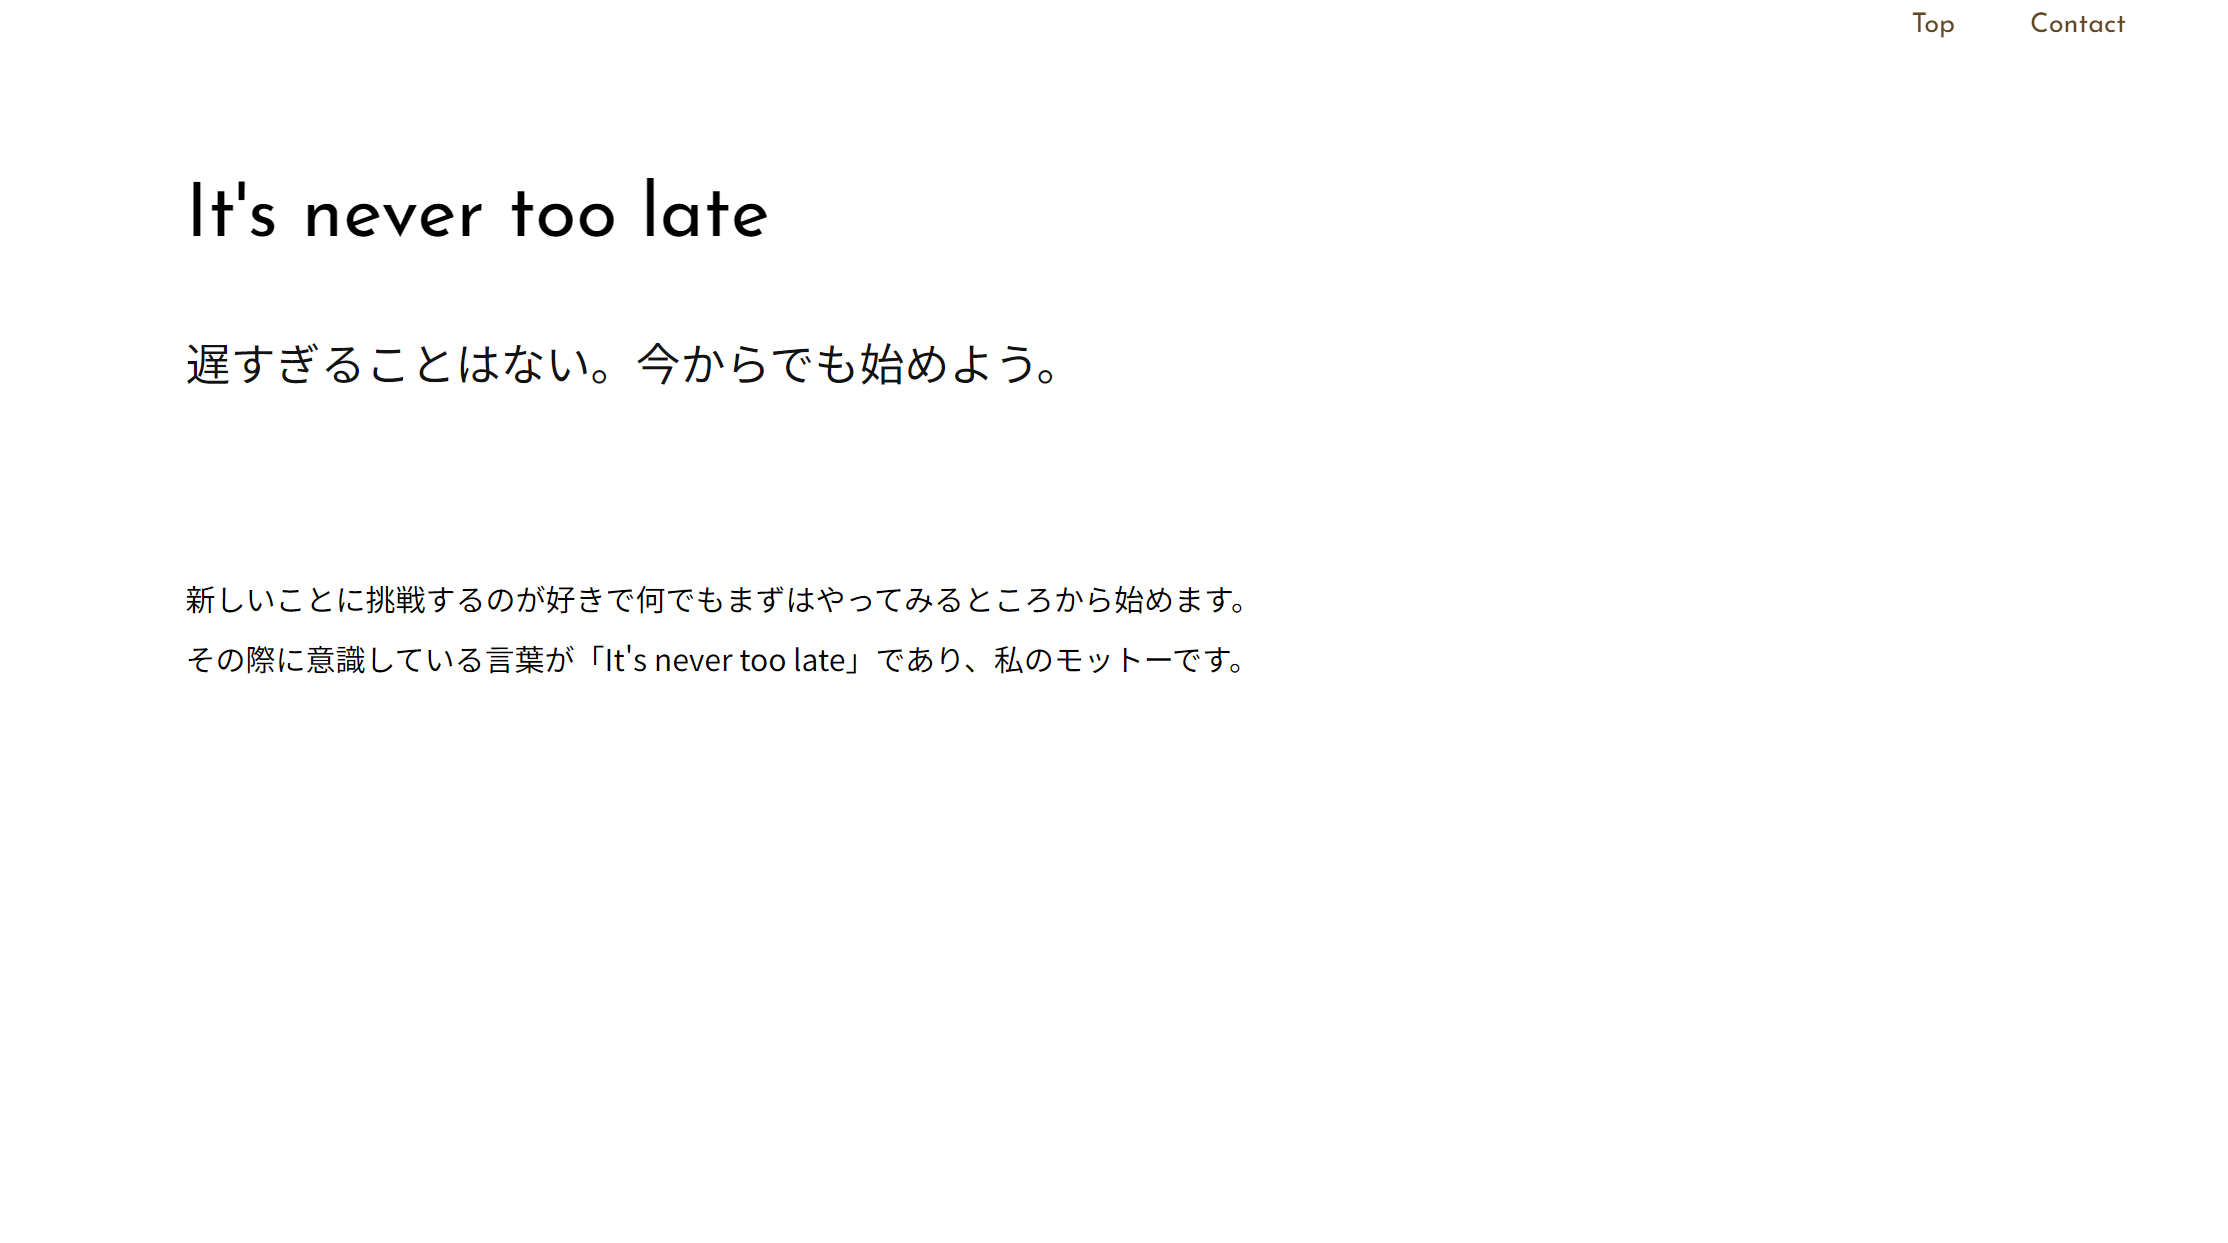 Top Contact
It's never too late
遅すぎることはない。今からでも始めよう。
新しいことに挑戦するのが好きで何でもまずはやってみるところから始めます。
その際に意識している言葉が「It's never too late」であり、私のモットーです。